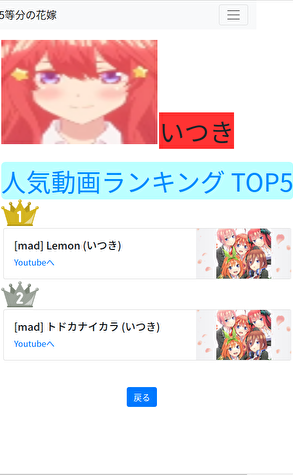 5等分の花嫁
いつき
人気動画ランキング TOP5
1
[mad] Lemon (いつき)
Youtubeへ
2
[mad] トドカナイカラ (いつき)
Youtubeへ
戻る